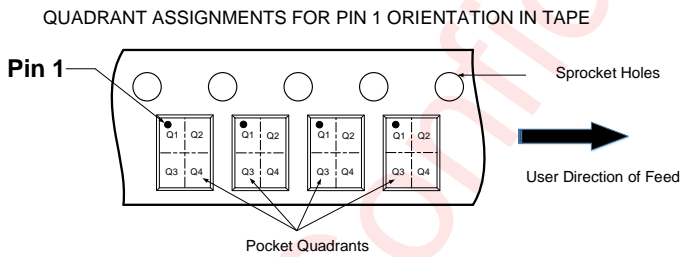 QUADRANT ASSIGNMENTS FOR PIN 1 ORIENTATION IN TAPE
Pin 1
Sprocket Holes
Q1 Q2 Q1 Q2 Q1 Q2 Q1 Q2
Q3 Q4 Q3 Q4 Q3 Q4 Q3 Q4
User Direction of Feed
Pocket Quadrants